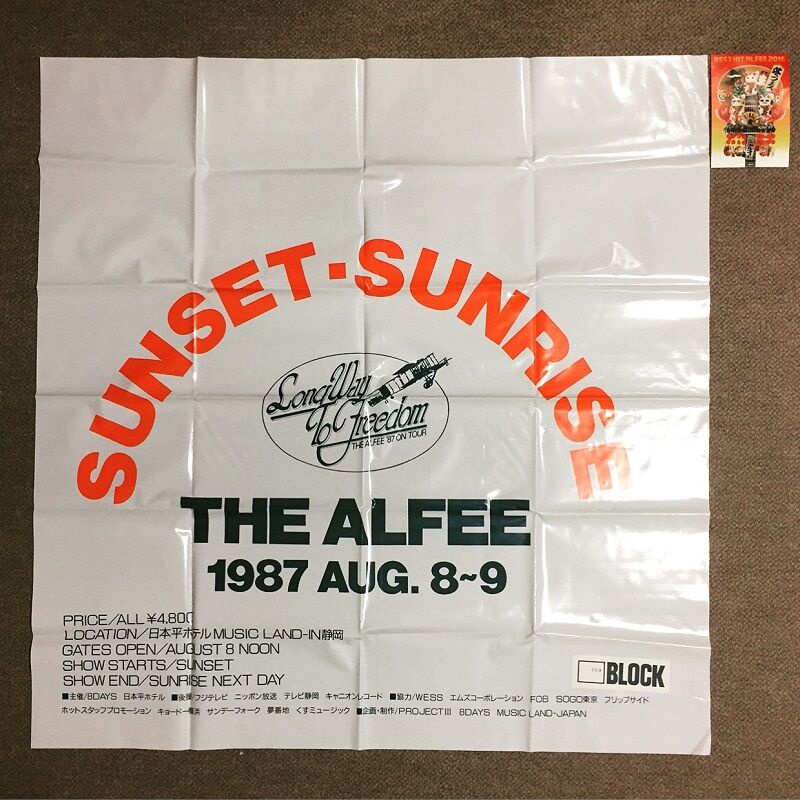 BEST HIT ALFEE 2016
SUNSET・SUNRISE
Long Way
To Freedom
THE ALFEE '87 ON TOUR
THE ALFEE
1987 AUG. 8~9
PRICE/ALL ¥4,800
LOCATION/日本平ホテル MUSIC LAND-IN静岡
GATES OPEN/AUGUST 8 NOON
SHOW STARTS/SUNSET
SHOW END/SUNRISE NEXT DAY
BLOCK
■主催/8DAYS 日本平ホテル ■後援/フジテレビ ニッポン放送 テレビ静岡 キャニオンレコード ■協力/WESS エムズコーポレーション FOB SOGO東京 フリップサイド
ホットスタッフプロモーション キョードー横浜 サンデーフォーク 夢番地 くすミュージック ■企画・制作/PROJECT III 8DAYS MUSIC LAND-JAPAN